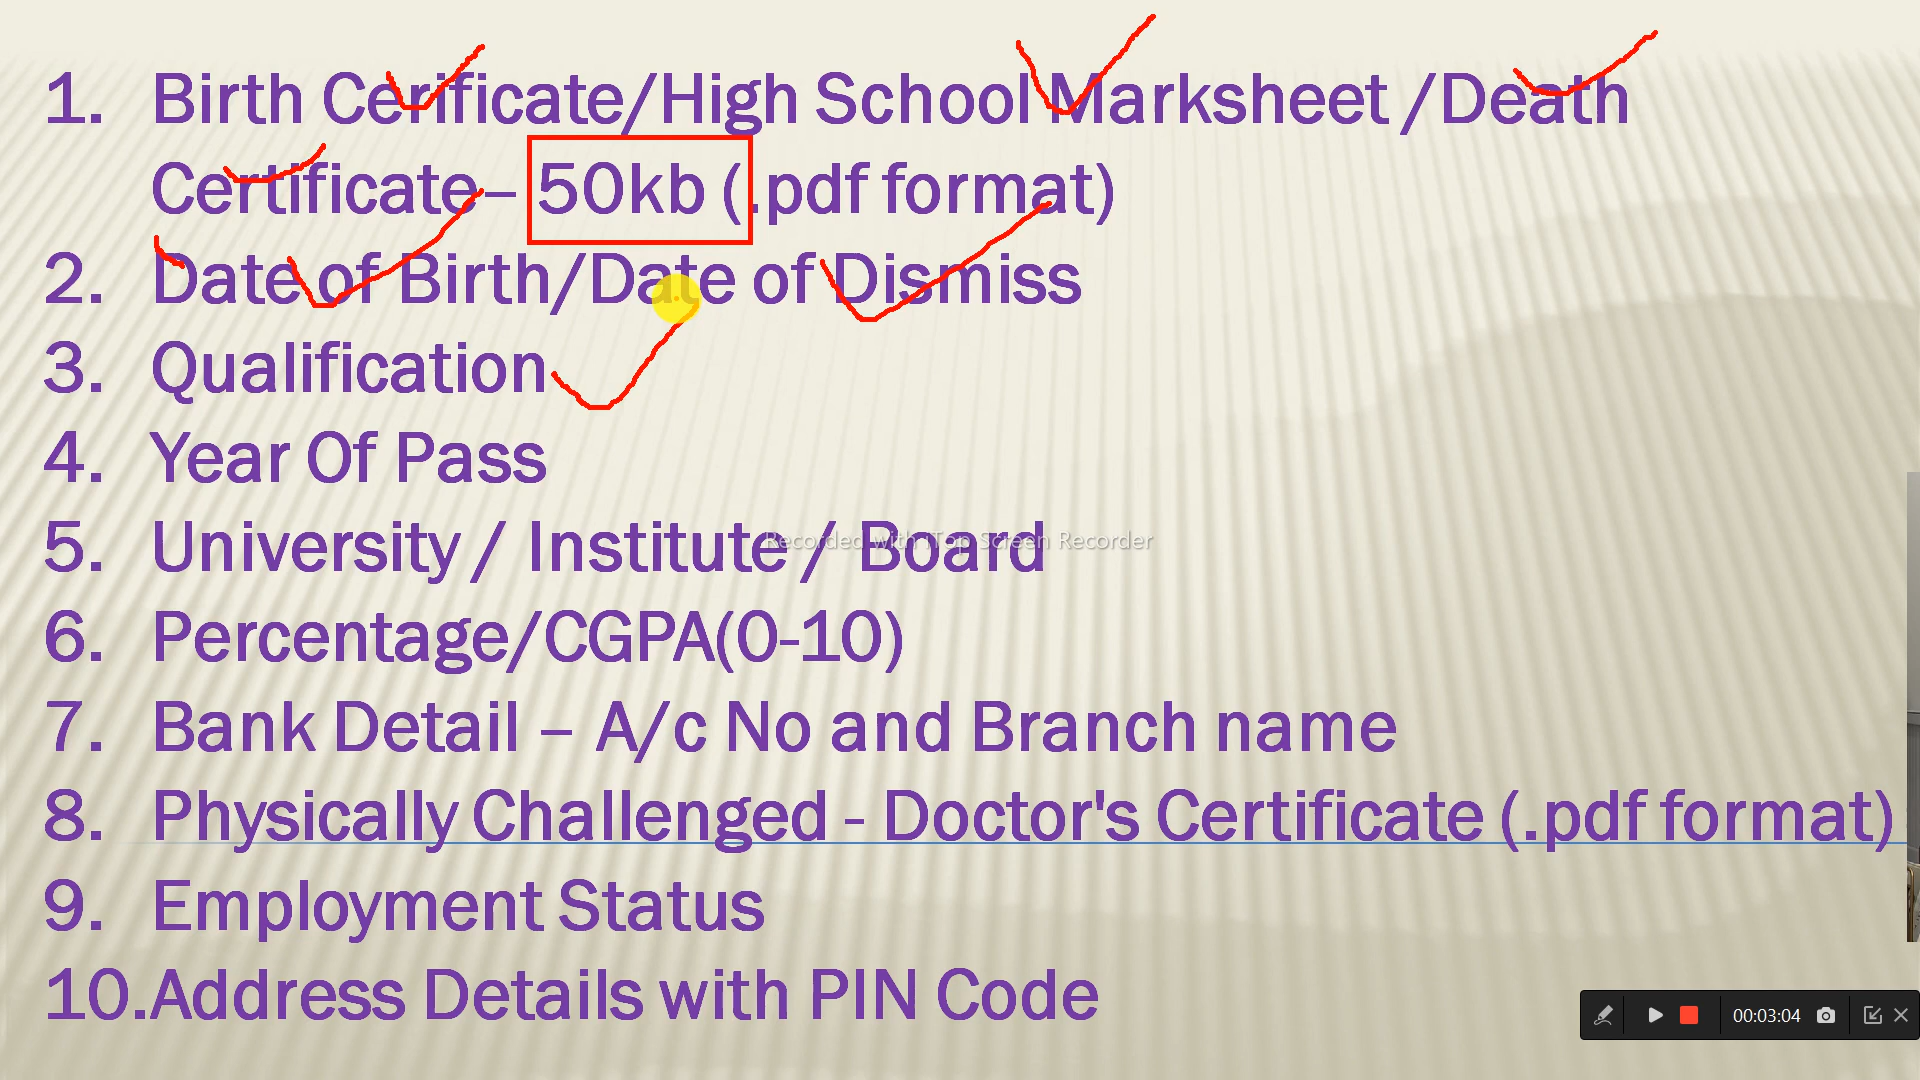 1. Birth Cerificate/High School Marksheet /Death
Certificate– 50kb (.pdf format)
2. Date of Birth/Date of Dismiss
3. Qualification
4. Year Of Pass
5. University / Institute / Board
Recorded with iTop Screen Recorder
6. Percentage/CGPA(0-10)
7. Bank Detail – A/c No and Branch name
8. Physically Challenged - Doctor's Certificate (.pdf format)
9. Employment Status
10.Address Details with PIN Code
00:03:04